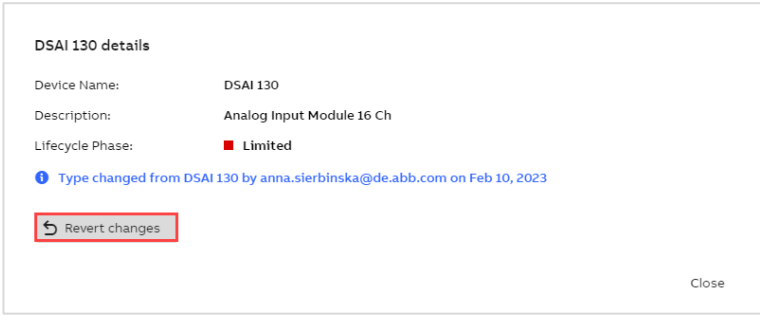 DSAI 130 details
Device Name: DSAI 130
Description: Analog Input Module 16 Ch
Lifecycle Phase: Limited
Type changed from DSAI 130 by anna.sierbinska@de.abb.com on Feb 10, 2023
Revert changes
Close